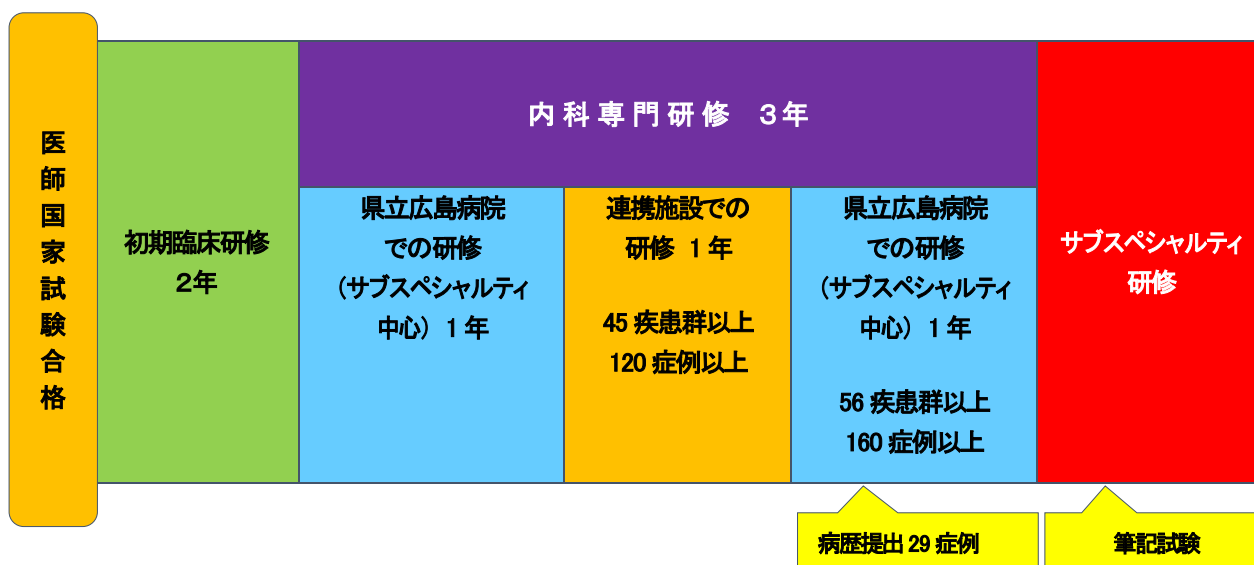 医師国家試験合格
初期臨床研修
２年
内科専門研修　３年
県立広島病院
での研修
（サブスペシャルティ
中心）１年
連携施設での
研修 １年
45 疾患群以上
120 症例以上
県立広島病院
での研修
（サブスペシャルティ
中心）１年
56 疾患群以上
160 症例以上
サブスペシャルティ
研修
病歴提出 29 症例
筆記試験